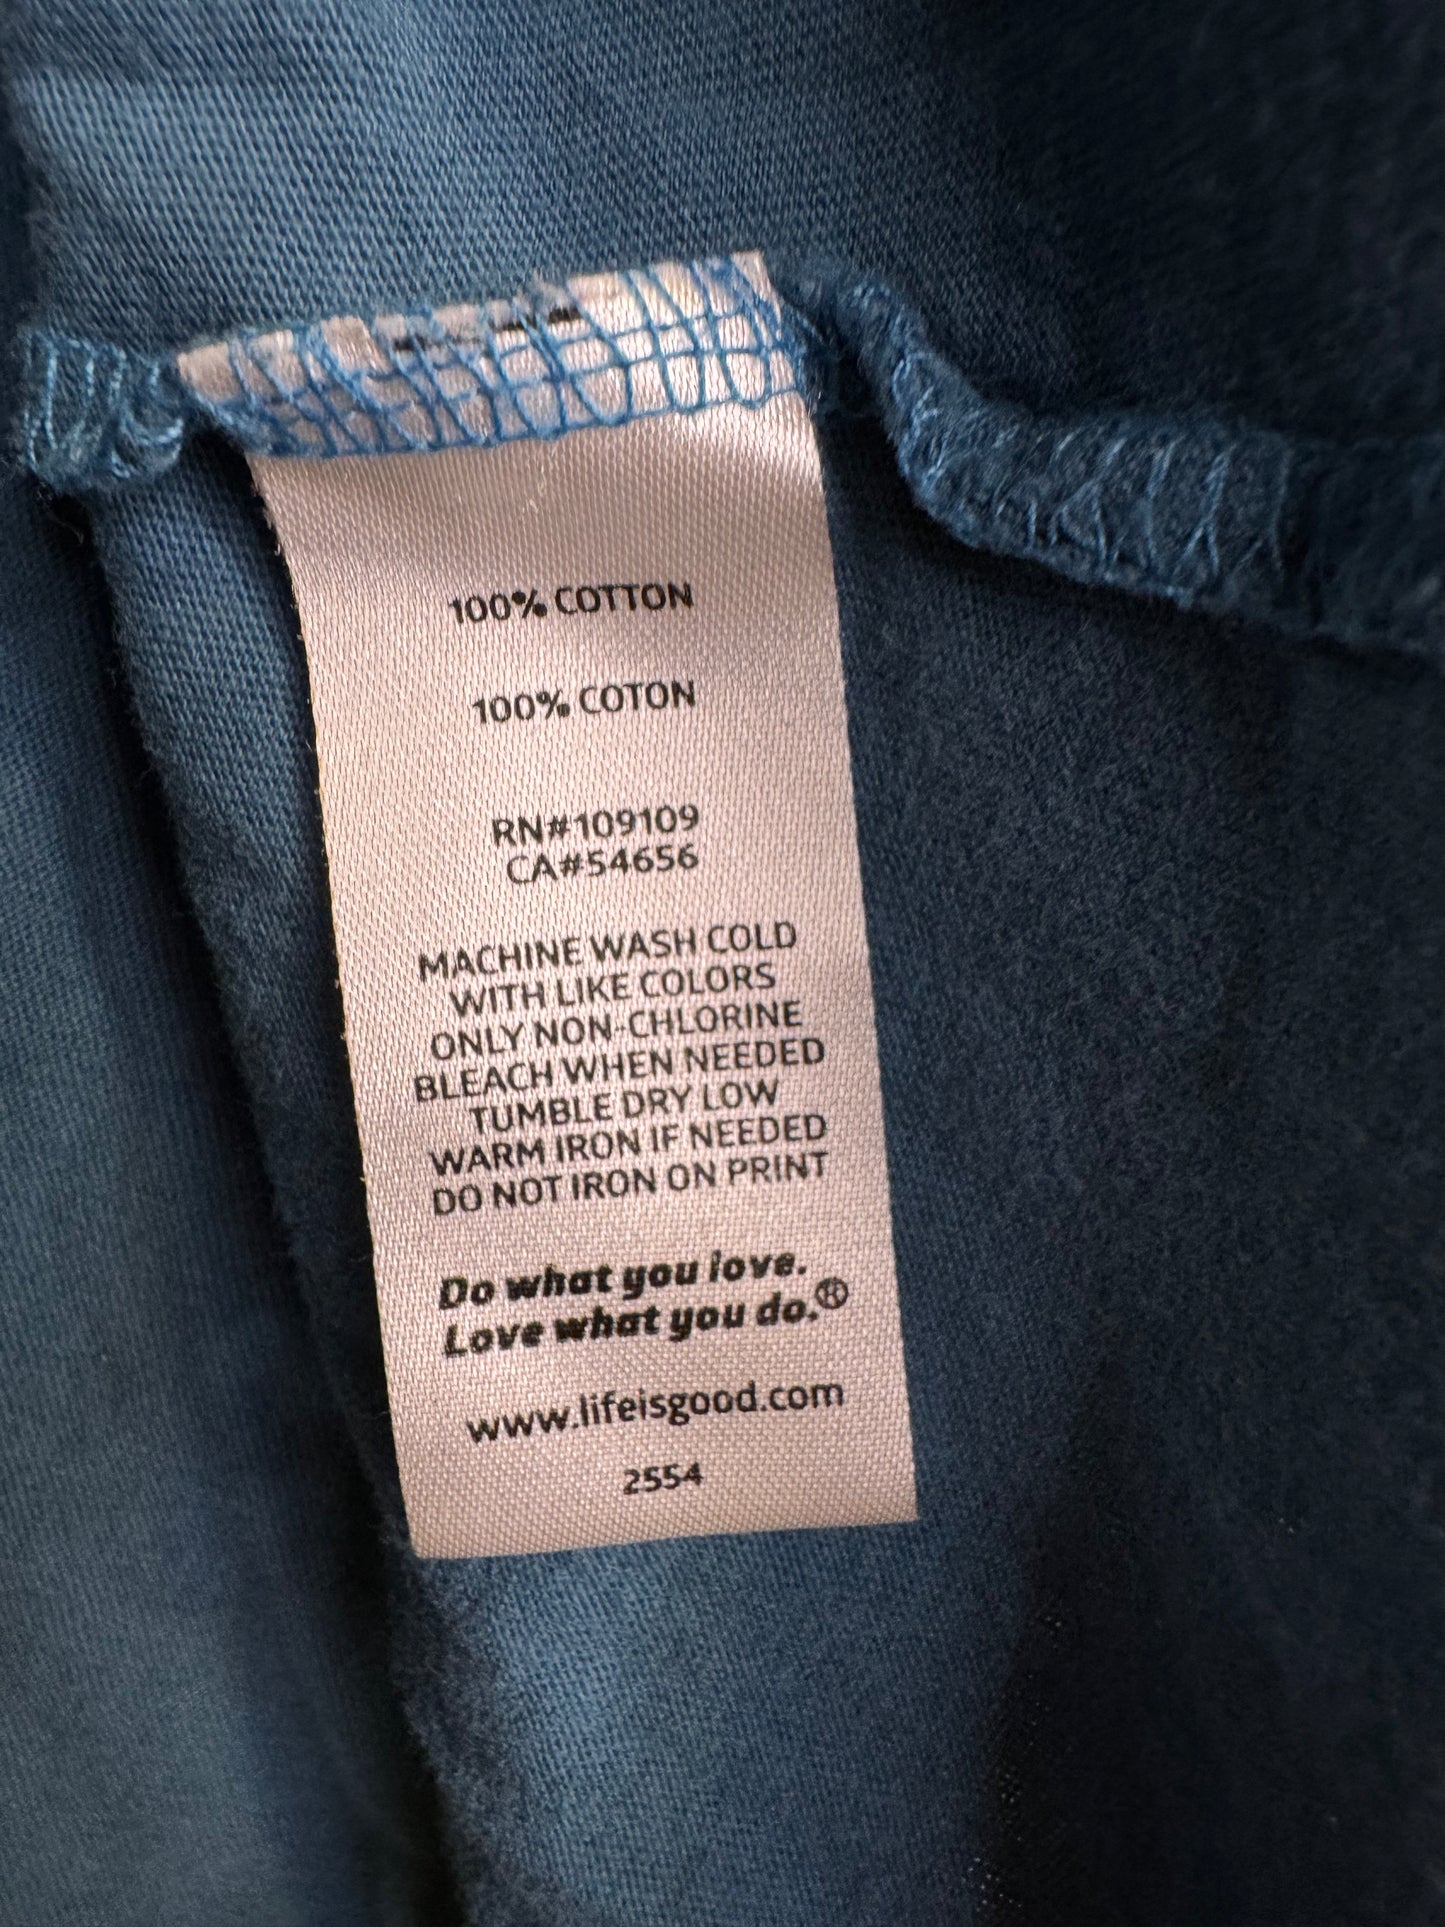 100% COTTON
100% COTON
RN#109109
CA#54656
MACHINE WASH COLD
WITH LIKE COLORS
ONLY NON-CHLORINE
BLEACH WHEN NEEDED
TUMBLE DRY LOW
WARM IRON IF NEEDED
DO NOT IRON ON PRINT
Do what you love.
Love what you do.®
www.lifeisgood.com
2554